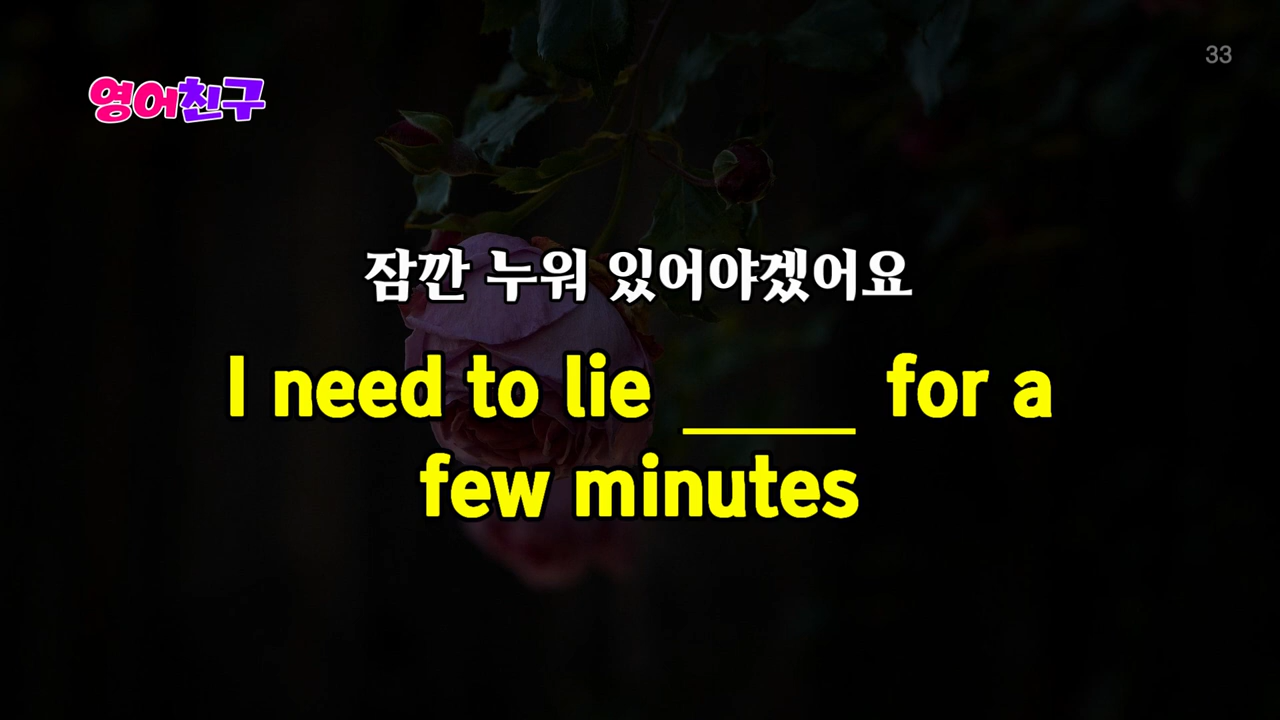 33
영어친구
잠깐 누워 있어야겠어요
I need to lie ____ for a
few minutes